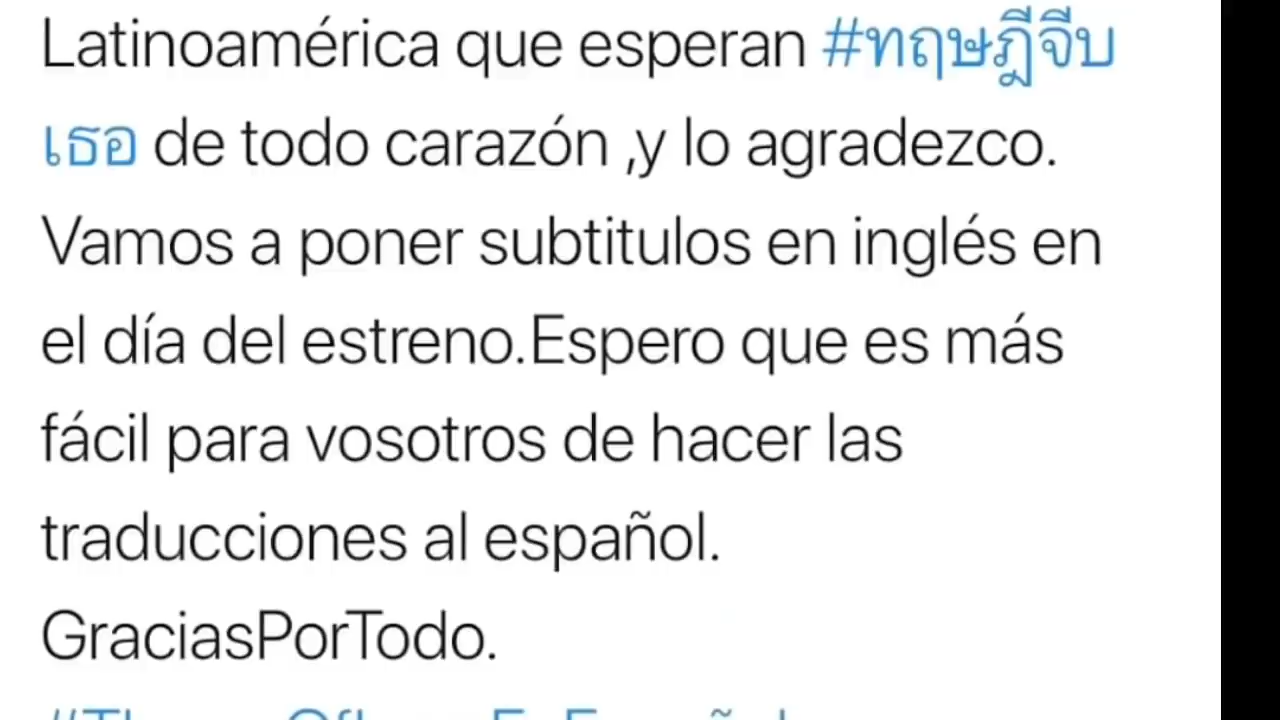 Latinoamérica que esperan #ทฤษฎีจีบ
เธอ de todo carazón ,y lo agradezco.
Vamos a poner subtitulos en inglés en
el día del estreno.Espero que es más
fácil para vosotros de hacer las
traducciones al español.
GraciasPorTodo.